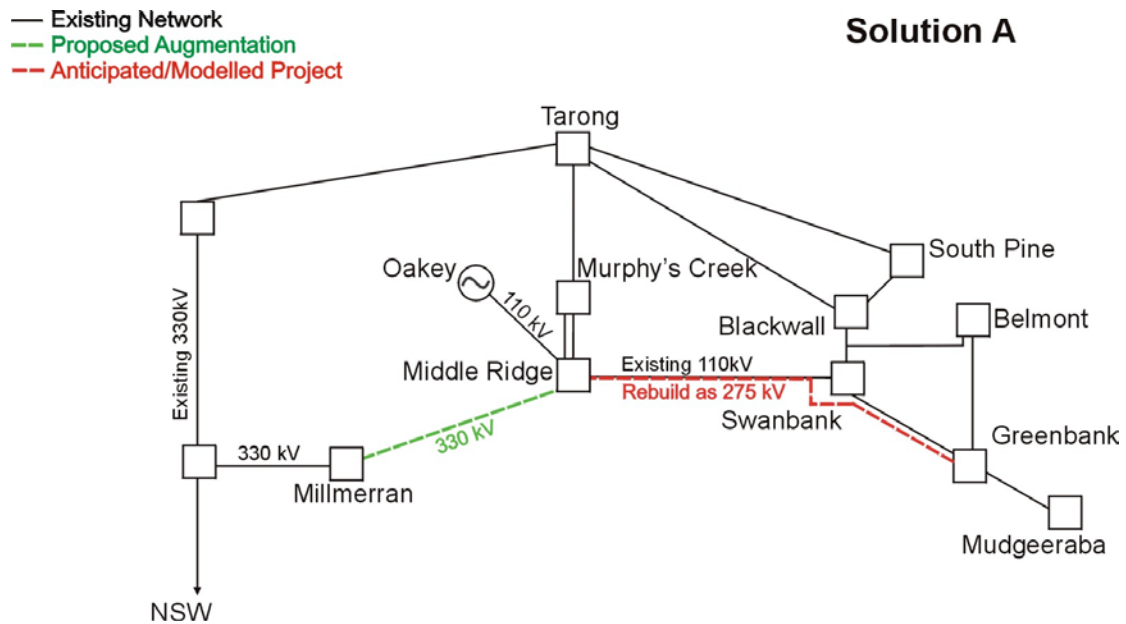 Existing Network
Proposed Augmentation
Anticipated/Modelled Project
Solution A
Tarong
South Pine
Oakey
Murphy's Creek
110 kV
Blackwall
Belmont
Existing 330kV
Middle Ridge
Existing 110kV
Rebuild as 275 kV
Swanbank
330 kV
Greenbank
330 kV
Millmerran
Mudgeeraba
NSW